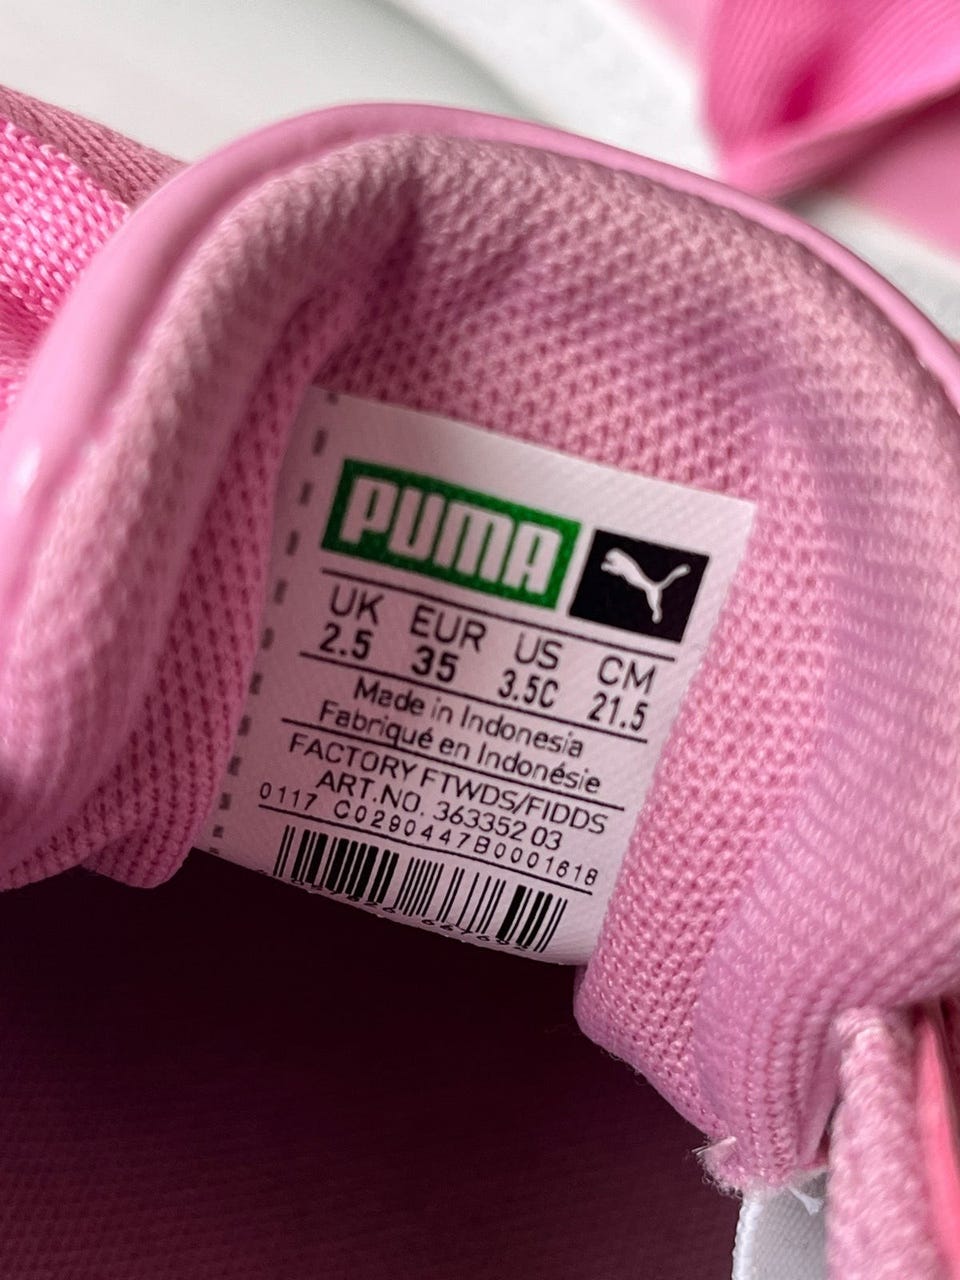 PUMA
UK EUR US CM
2.5 35 3.5C 21.5
Made in Indonesia
Fabriqué en Indonésie
FACTORY FTWDS/FIDDS
ART.NO. 363352 03
0117 C0290447B0001618